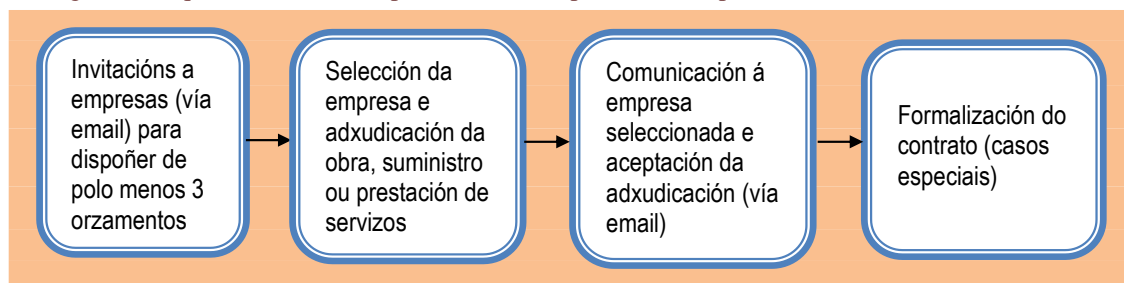 Invitacións a
empresas (vía
email) para
dispoñer de
polo menos 3
orzamentos
Selección da
empresa e
adxudicación da
obra, suministro
ou prestación de
servizos
Comunicación á
empresa
seleccionada e
aceptación da
adxudicación (vía
email)
Formalización do
contrato (casos
especiais)